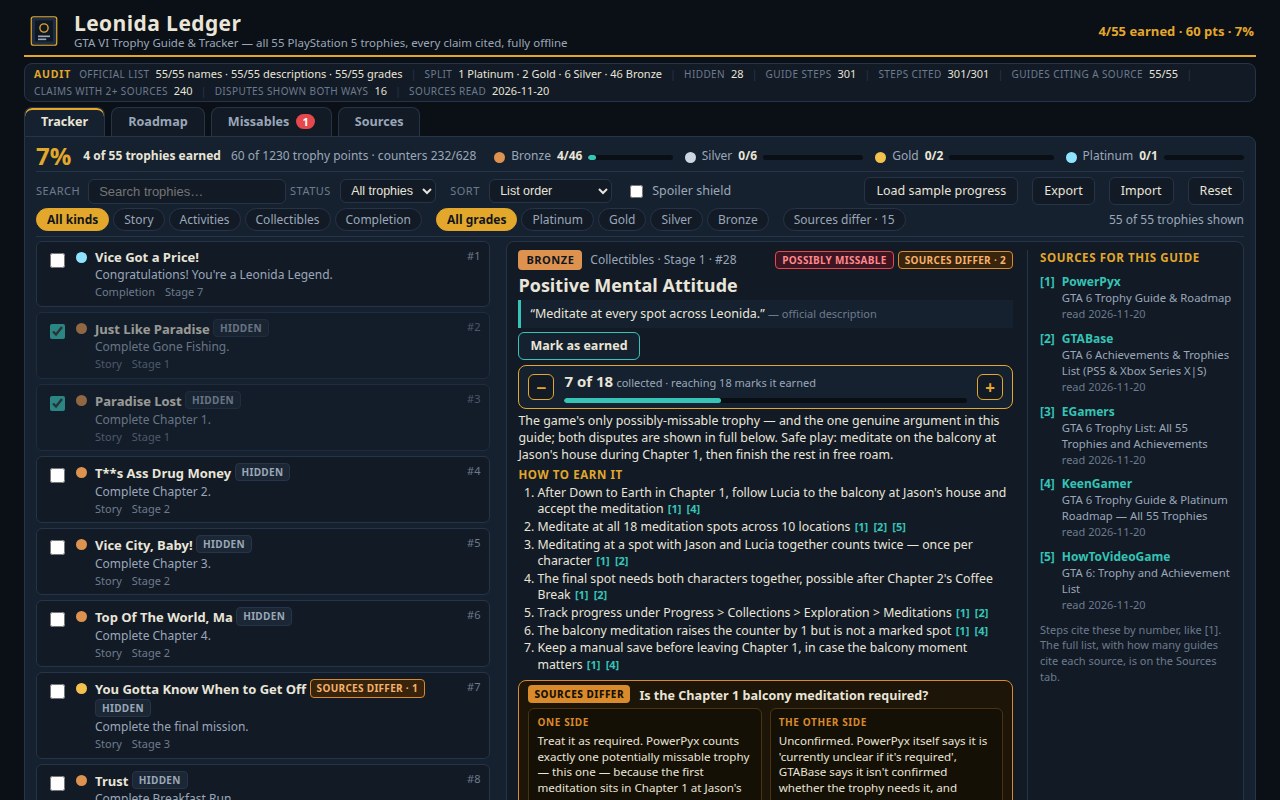 Leonida Ledger
GTA VI Trophy Guide & Tracker — all 55 PlayStation 5 trophies, every claim cited, fully offline
4/55 earned · 60 pts · 7%
AUDIT OFFICIAL LIST 55/55 names · 55/55 descriptions · 55/55 grades SPLIT 1 Platinum · 2 Gold · 6 Silver · 46 Bronze HIDDEN 28 GUIDE STEPS 301 STEPS CITED 301/301 GUIDES CITING A SOURCE 55/55
CLAIMS WITH 2+ SOURCES 240 DISPUTES SHOWN BOTH WAYS 16 SOURCES READ 2026-11-20
Tracker Roadmap Missables 1 Sources
7% 4 of 55 trophies earned 60 of 1230 trophy points · counters 232/628 Bronze 4/46 Silver 0/6 Gold 0/2 Platinum 0/1
SEARCH Search trophies… STATUS All trophies SORT List order Spoiler shield Load sample progress Export Import Reset
All kinds Story Activities Collectibles Completion All grades Platinum Gold Silver Bronze Sources differ · 15 55 of 55 trophies shown
Vice Got a Price! #1
Congratulations! You're a Leonida Legend.
Completion Stage 7
Just Like Paradise HIDDEN #2
Complete Gone Fishing.
Story Stage 1
Paradise Lost HIDDEN #3
Complete Chapter 1.
Story Stage 1
T**s Ass Drug Money HIDDEN #4
Complete Chapter 2.
Story Stage 2
Vice City, Baby! HIDDEN #5
Complete Chapter 3.
Story Stage 2
Top Of The World, Ma HIDDEN #6
Complete Chapter 4.
Story Stage 2
You Gotta Know When to Get Off SOURCES DIFFER · 1 #7
HIDDEN
Complete the final mission.
Story Stage 3
Trust HIDDEN #8
Complete Breakfast Run.
BRONZE Collectibles · Stage 1 · #28 POSSIBLY MISSABLE SOURCES DIFFER · 2
Positive Mental Attitude
“Meditate at every spot across Leonida.” — official description
Mark as earned
− 7 of 18 collected · reaching 18 marks it earned +
The game's only possibly-missable trophy — and the one genuine argument in this
guide; both disputes are shown in full below. Safe play: meditate on the balcony at
Jason's house during Chapter 1, then finish the rest in free roam.
HOW TO EARN IT
1. After Down to Earth in Chapter 1, follow Lucia to the balcony at Jason's house and
accept the meditation [1] [4]
2. Meditate at all 18 meditation spots across 10 locations [1] [2] [5]
3. Meditating at a spot with Jason and Lucia together counts twice — once per
character [1] [2]
4. The final spot needs both characters together, possible after Chapter 2's Coffee
Break [1] [2]
5. Track progress under Progress > Collections > Exploration > Meditations [1] [2]
6. The balcony meditation raises the counter by 1 but is not a marked spot [1] [4]
7. Keep a manual save before leaving Chapter 1, in case the balcony moment
matters [1] [4]
SOURCES DIFFER Is the Chapter 1 balcony meditation required?
ONE SIDE
Treat it as required. PowerPyx counts
exactly one potentially missable trophy
— this one — because the first
meditation sits in Chapter 1 at Jason's
THE OTHER SIDE
Unconfirmed. PowerPyx itself says it is
'currently unclear if it's required',
GTABase says it isn't confirmed
whether the trophy needs it, and
SOURCES FOR THIS GUIDE
[1] PowerPyx
GTA 6 Trophy Guide & Roadmap
read 2026-11-20
[2] GTABase
GTA 6 Achievements & Trophies
List (PS5 & Xbox Series X|S)
read 2026-11-20
[3] EGamers
GTA 6 Trophy List: All 55
Trophies and Achievements
read 2026-11-20
[4] KeenGamer
GTA 6 Trophy Guide & Platinum
Roadmap — All 55 Trophies
read 2026-11-20
[5] HowToVideoGame
GTA 6: Trophy and Achievement
List
read 2026-11-20
Steps cite these by number, like [1].
The full list, with how many guides
cite each source, is on the Sources
tab.